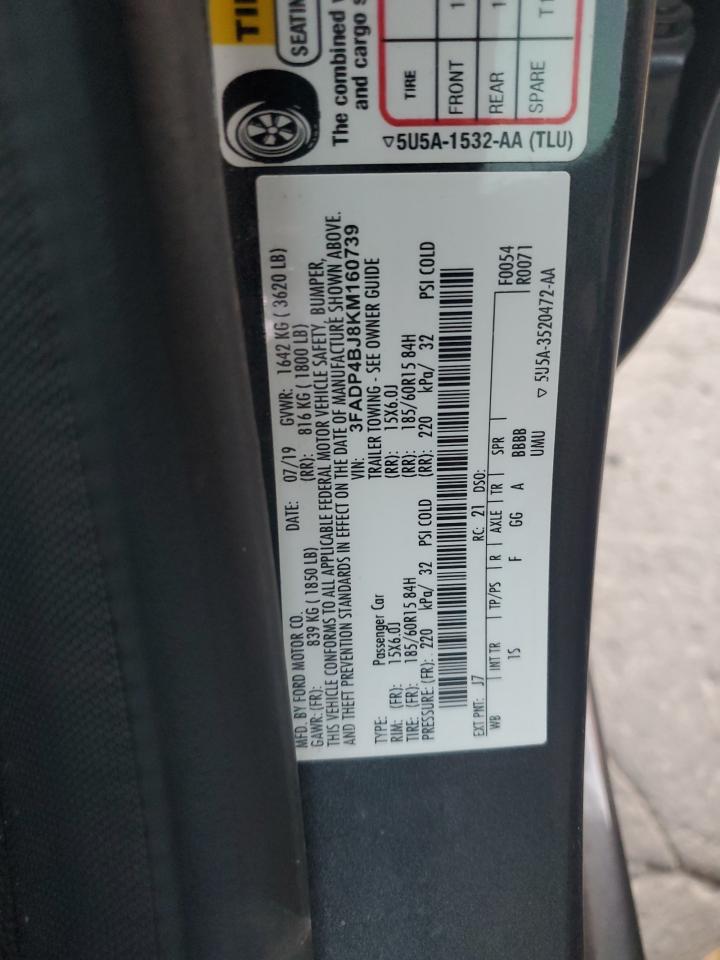 TIR
SEATIN
The combined
and cargo
TIRE
FRONT 1
REAR 1
SPARE T1
▽5U5A-1532-AA (TLU)
MFD. BY FORD MOTOR CO. DATE: 07/19 GVWR: 1642 KG ( 3620 LB)
GAWR: (FR): 839 KG ( 1850 LB) (RR): 816 KG ( 1800 LB)
THIS VEHICLE CONFORMS TO ALL APPLICABLE FEDERAL MOTOR VEHICLE SAFETY, BUMPER,
AND THEFT PREVENTION STANDARDS IN EFFECT ON THE DATE OF MANUFACTURE SHOWN ABOVE.
VIN: 3FADP4BJ8KM160739
TYPE: Passenger Car TRAILER TOWING - SEE OWNER GUIDE
RIM: (FR): 15X6.0J (RR): 15X6.0J
TIRE: (FR): 185/60R15 84H (RR): 185/60R15 84H
PRESSURE:(FR): 220 kPa/ 32 PSI COLD (RR): 220 kPa/ 32 PSI COLD
EXT PNT: J7 RC: 21 DSO: F0054
WB | INT TR | TP/PS | R | AXLE | TR | SPR R0071
15 F GG A BBBB
UMU
▽ 5U5A-3520472-AA